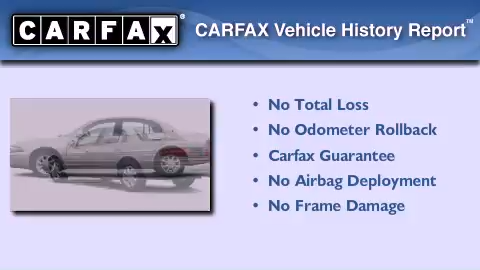 CARFAX®
CARFAX Vehicle History Report™
• No Total Loss
• No Odometer Rollback
• Carfax Guarantee
• No Airbag Deployment
• No Frame Damage